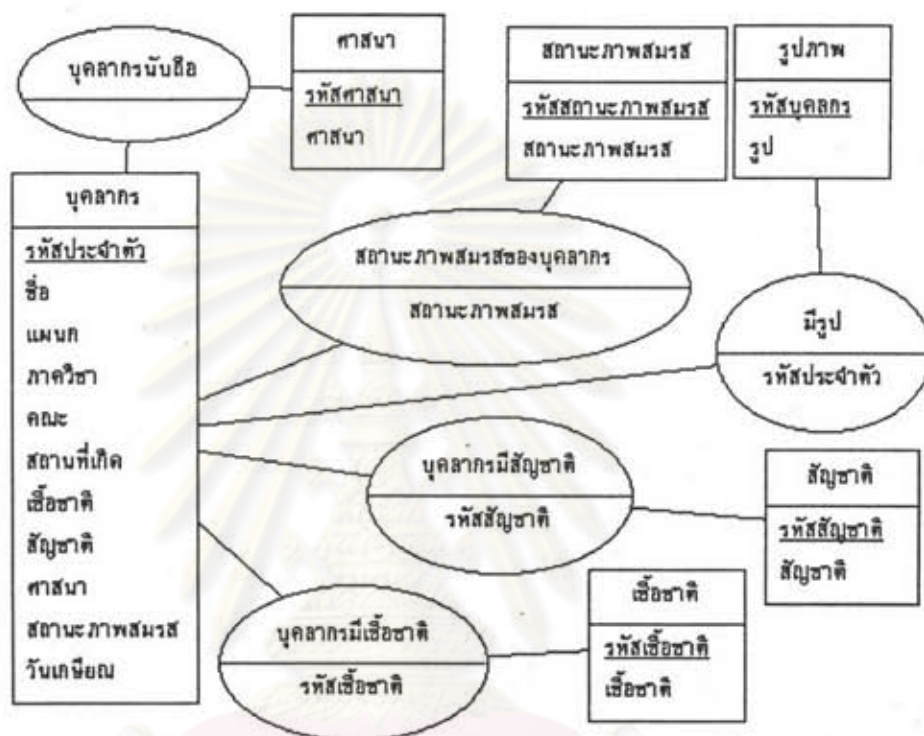 บุคลากรนับถือ
ศาสนา
รหัสศาสนา
ศาสนา
สถานะภาพสมรส
รหัสสถานะภาพสมรส
สถานะภาพสมรส
รูปภาพ
รหัสบุคลกร
รูป
บุคลากร
รหัสประจำตัว
ชื่อ
แผนก
ภาควิชา
คณะ
สถานที่เกิด
เชื้อชาติ
สัญชาติ
ศาสนา
สถานะภาพสมรส
วันเกษียณ
สถานะภาพสมรสของบุคลากร
สถานะภาพสมรส
มีรูป
รหัสประจำตัว
บุคลากรมีสัญชาติ
รหัสสัญชาติ
สัญชาติ
รหัสสัญชาติ
สัญชาติ
บุคลากรมีเชื้อชาติ
รหัสเชื้อชาติ
เชื้อชาติ
รหัสเชื้อชาติ
เชื้อชาติ